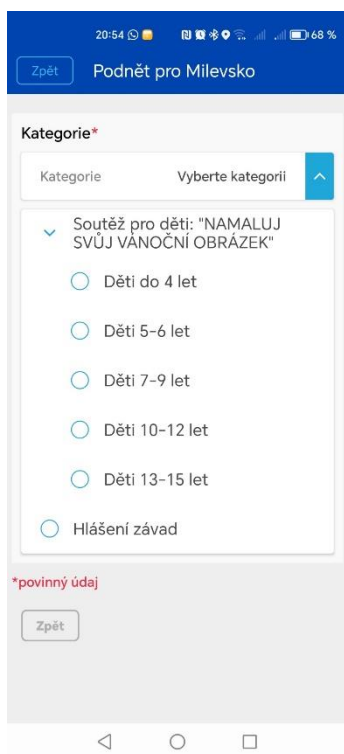 20:54 68 %
Zpět Podnět pro Milevsko
Kategorie*
Kategorie Vyberte kategorii
Soutěž pro děti: "NAMALUJ
SVŮJ VÁNOČNÍ OBRÁZEK"
Děti do 4 let
Děti 5-6 let
Děti 7-9 let
Děti 10-12 let
Děti 13-15 let
Hlášení závad
*povinný údaj
Zpět